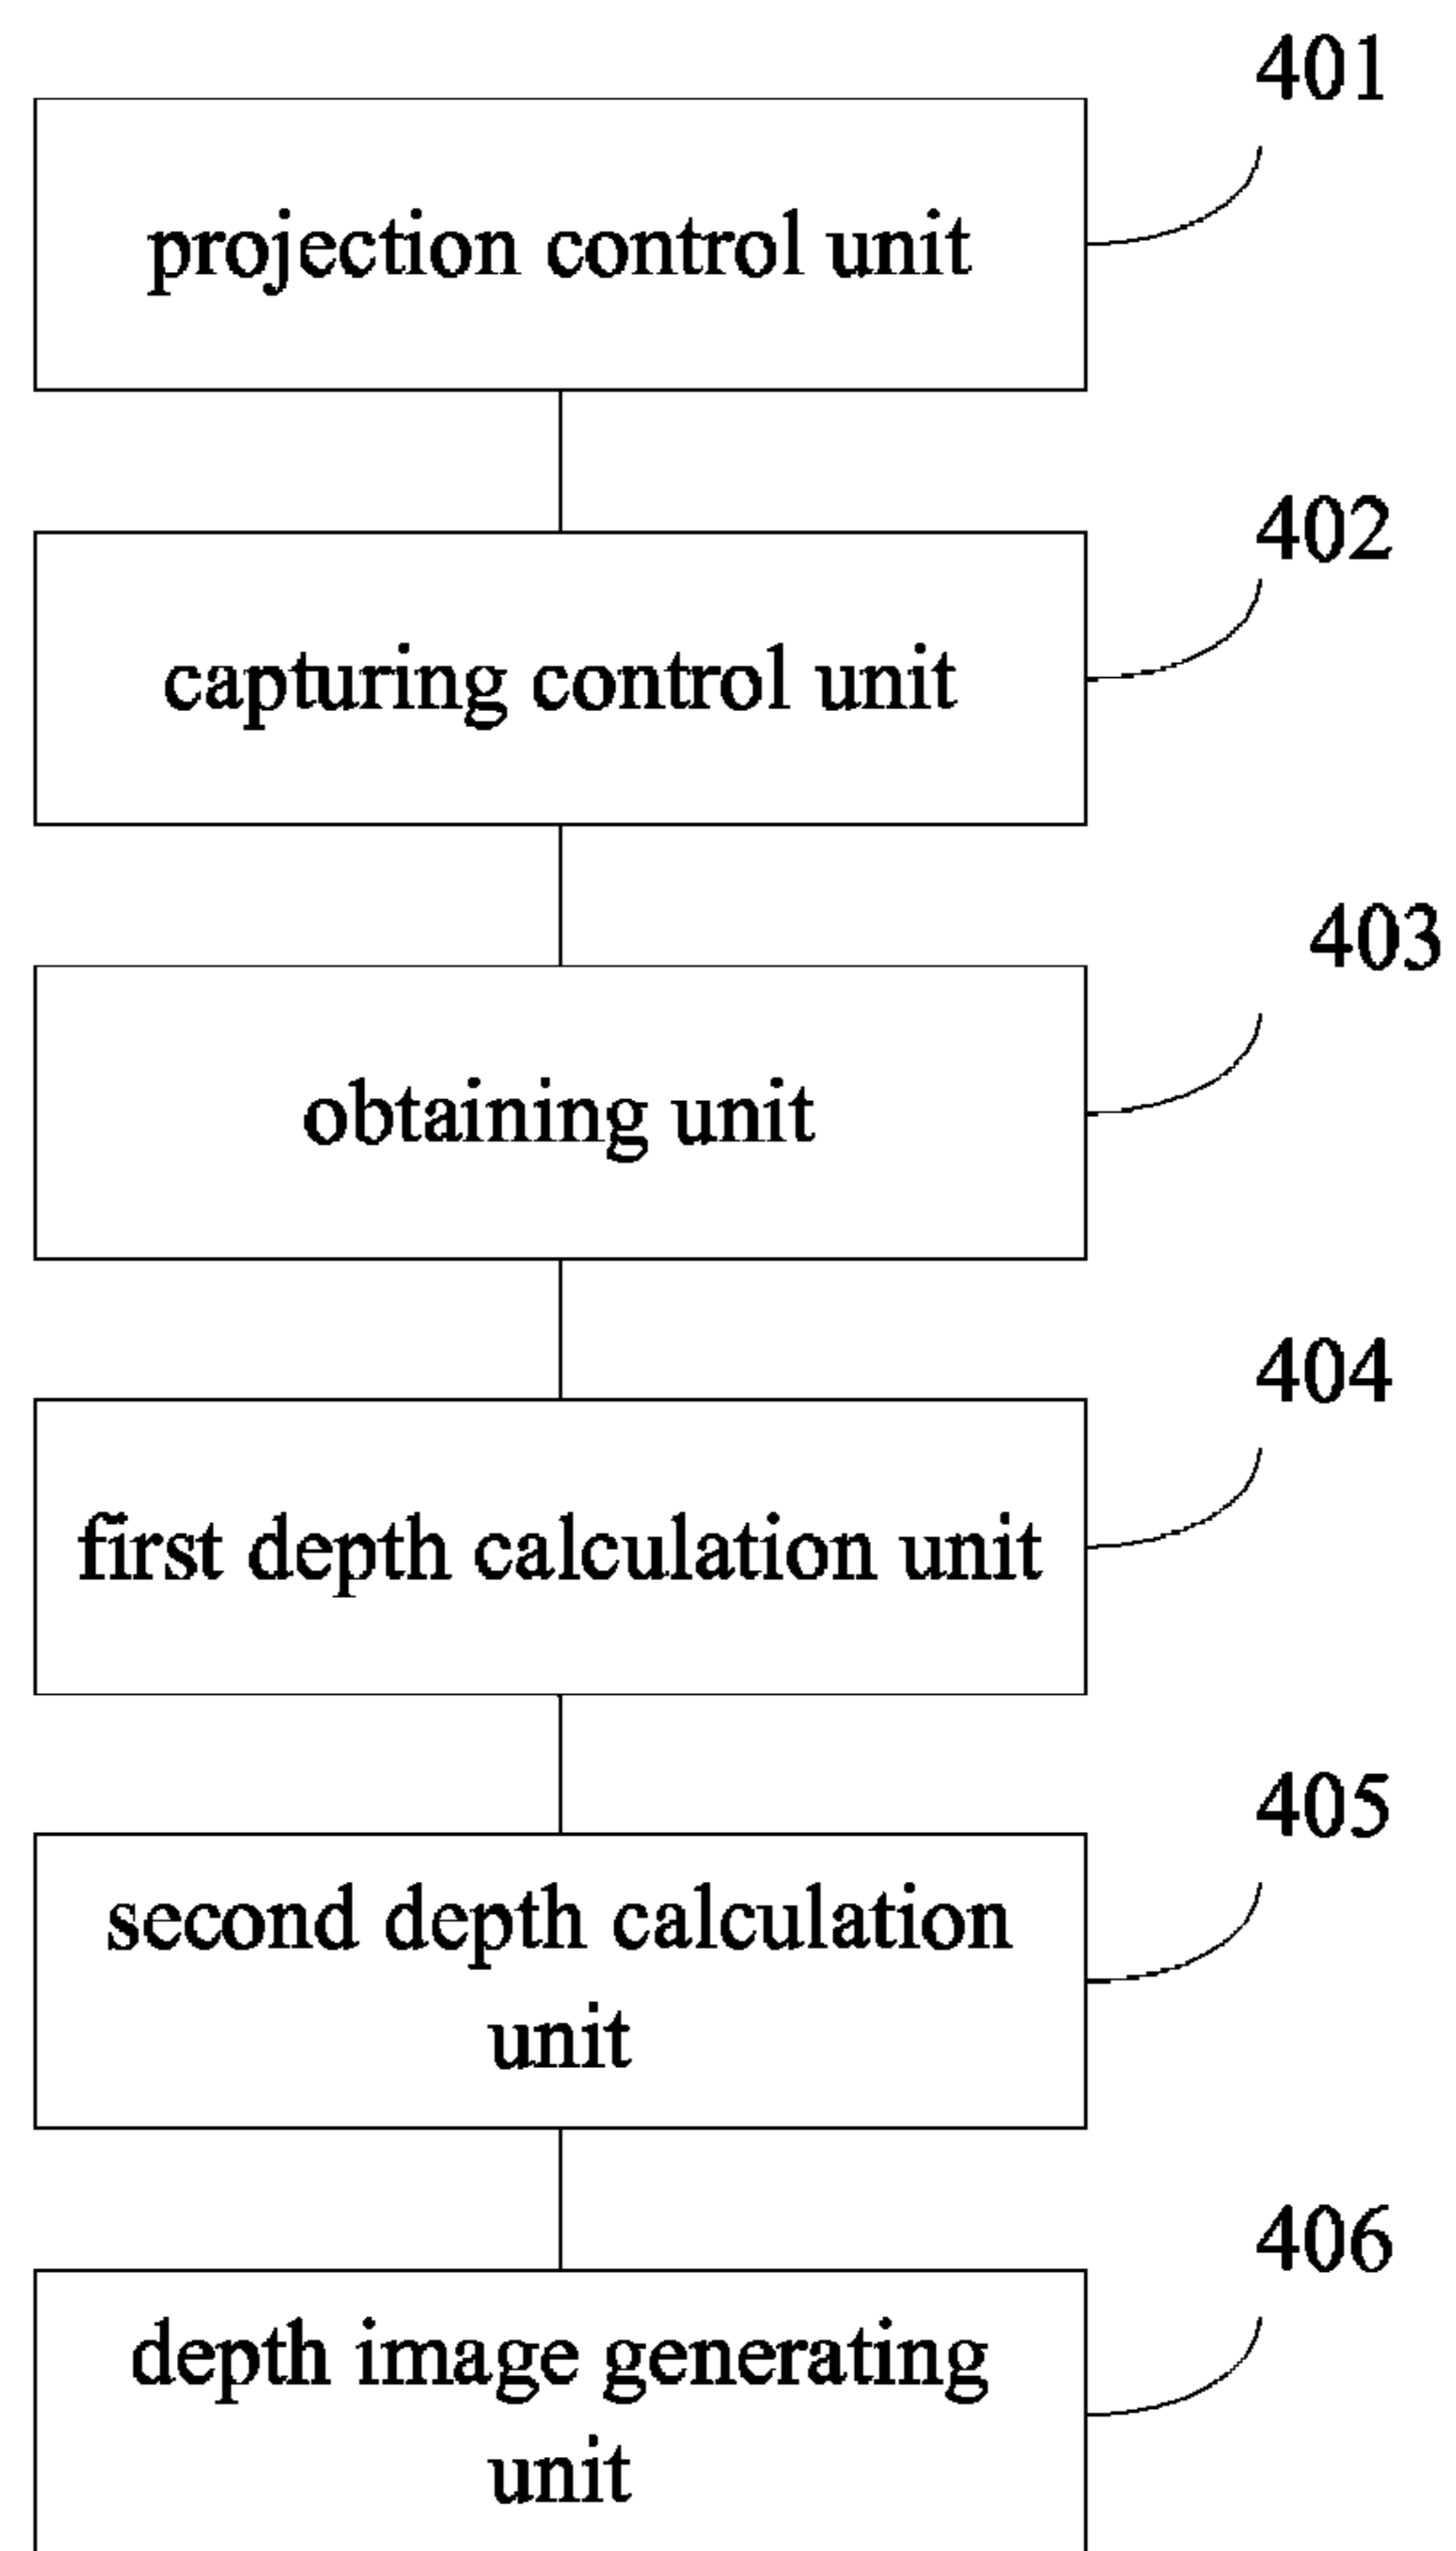 401
projection control unit
402
capturing control unit
403
obtaining unit
404
first depth calculation unit
405
second depth calculation
unit
406
depth image generating
unit